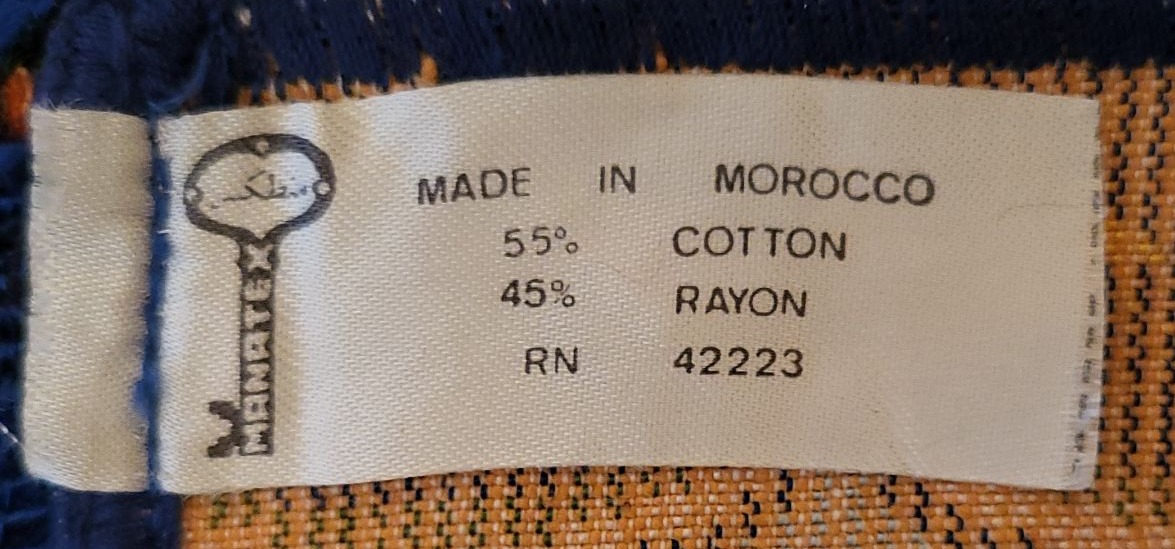 MANATEX
MADE IN MOROCCO
55% COTTON
45% RAYON
RN 42223